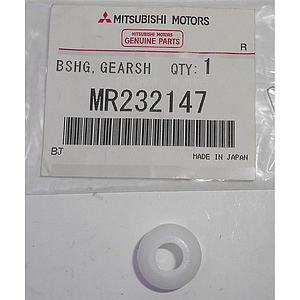 MITSUBISHI MOTORS
MITSUBISHI MOTORS
GENUINE PARTS
R
BSHG, GEARSH QTY: 1
MR232147
BJ
MADE IN JAPAN